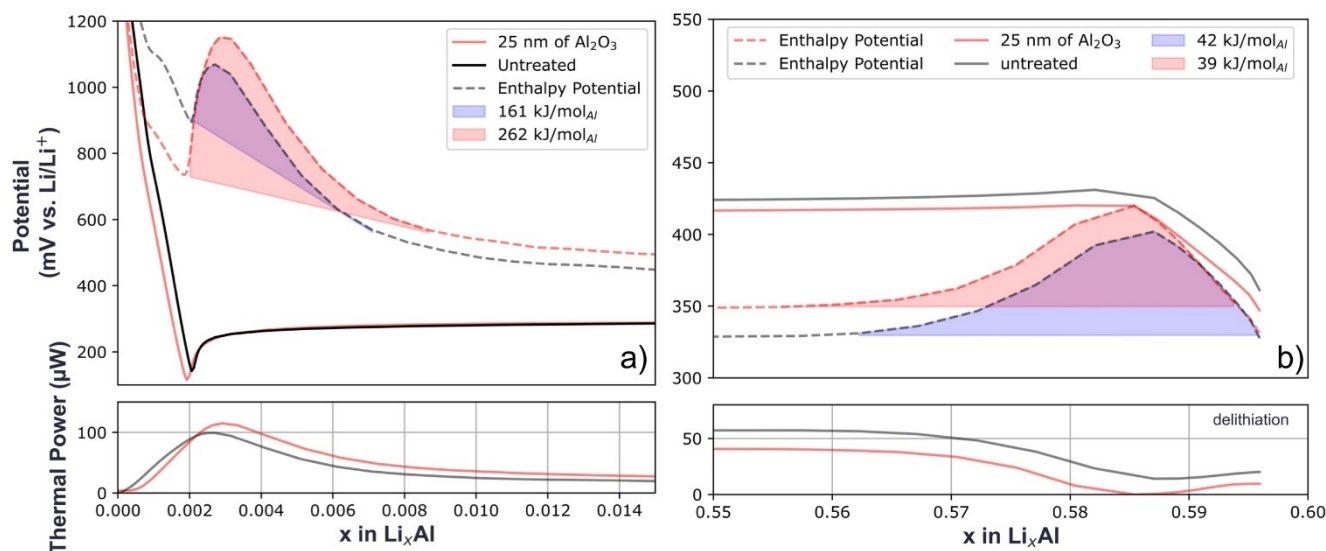 a)
b)
Potential
(mV vs. Li/Li⁺)
1200
1000
800
600
400
200
25 nm of Al₂O₃
Untreated
Enthalpy Potential
161 kJ/mol_Al
262 kJ/mol_Al
a)
550
500
450
400
350
300
Enthalpy Potential
Enthalpy Potential
25 nm of Al₂O₃
untreated
42 kJ/mol_Al
39 kJ/mol_Al
b)
Thermal Power (µW)
100
0
0.000
0.002
0.004
0.006
0.008
0.010
0.012
0.014
x in LiₓAl
50
0
delithiation
0.55
0.56
0.57
0.58
0.59
0.60
x in LiₓAl